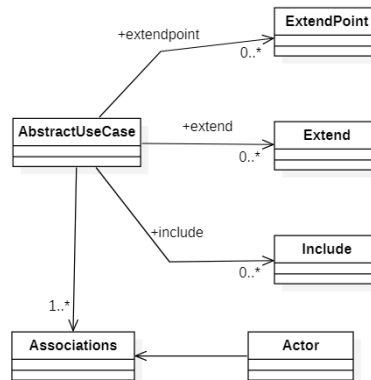 ExtendPoint
+extendpoint
0..*
AbstractUseCase
+extend
Extend
0..*
+include
Include
0..*
1..*
Associations
Actor